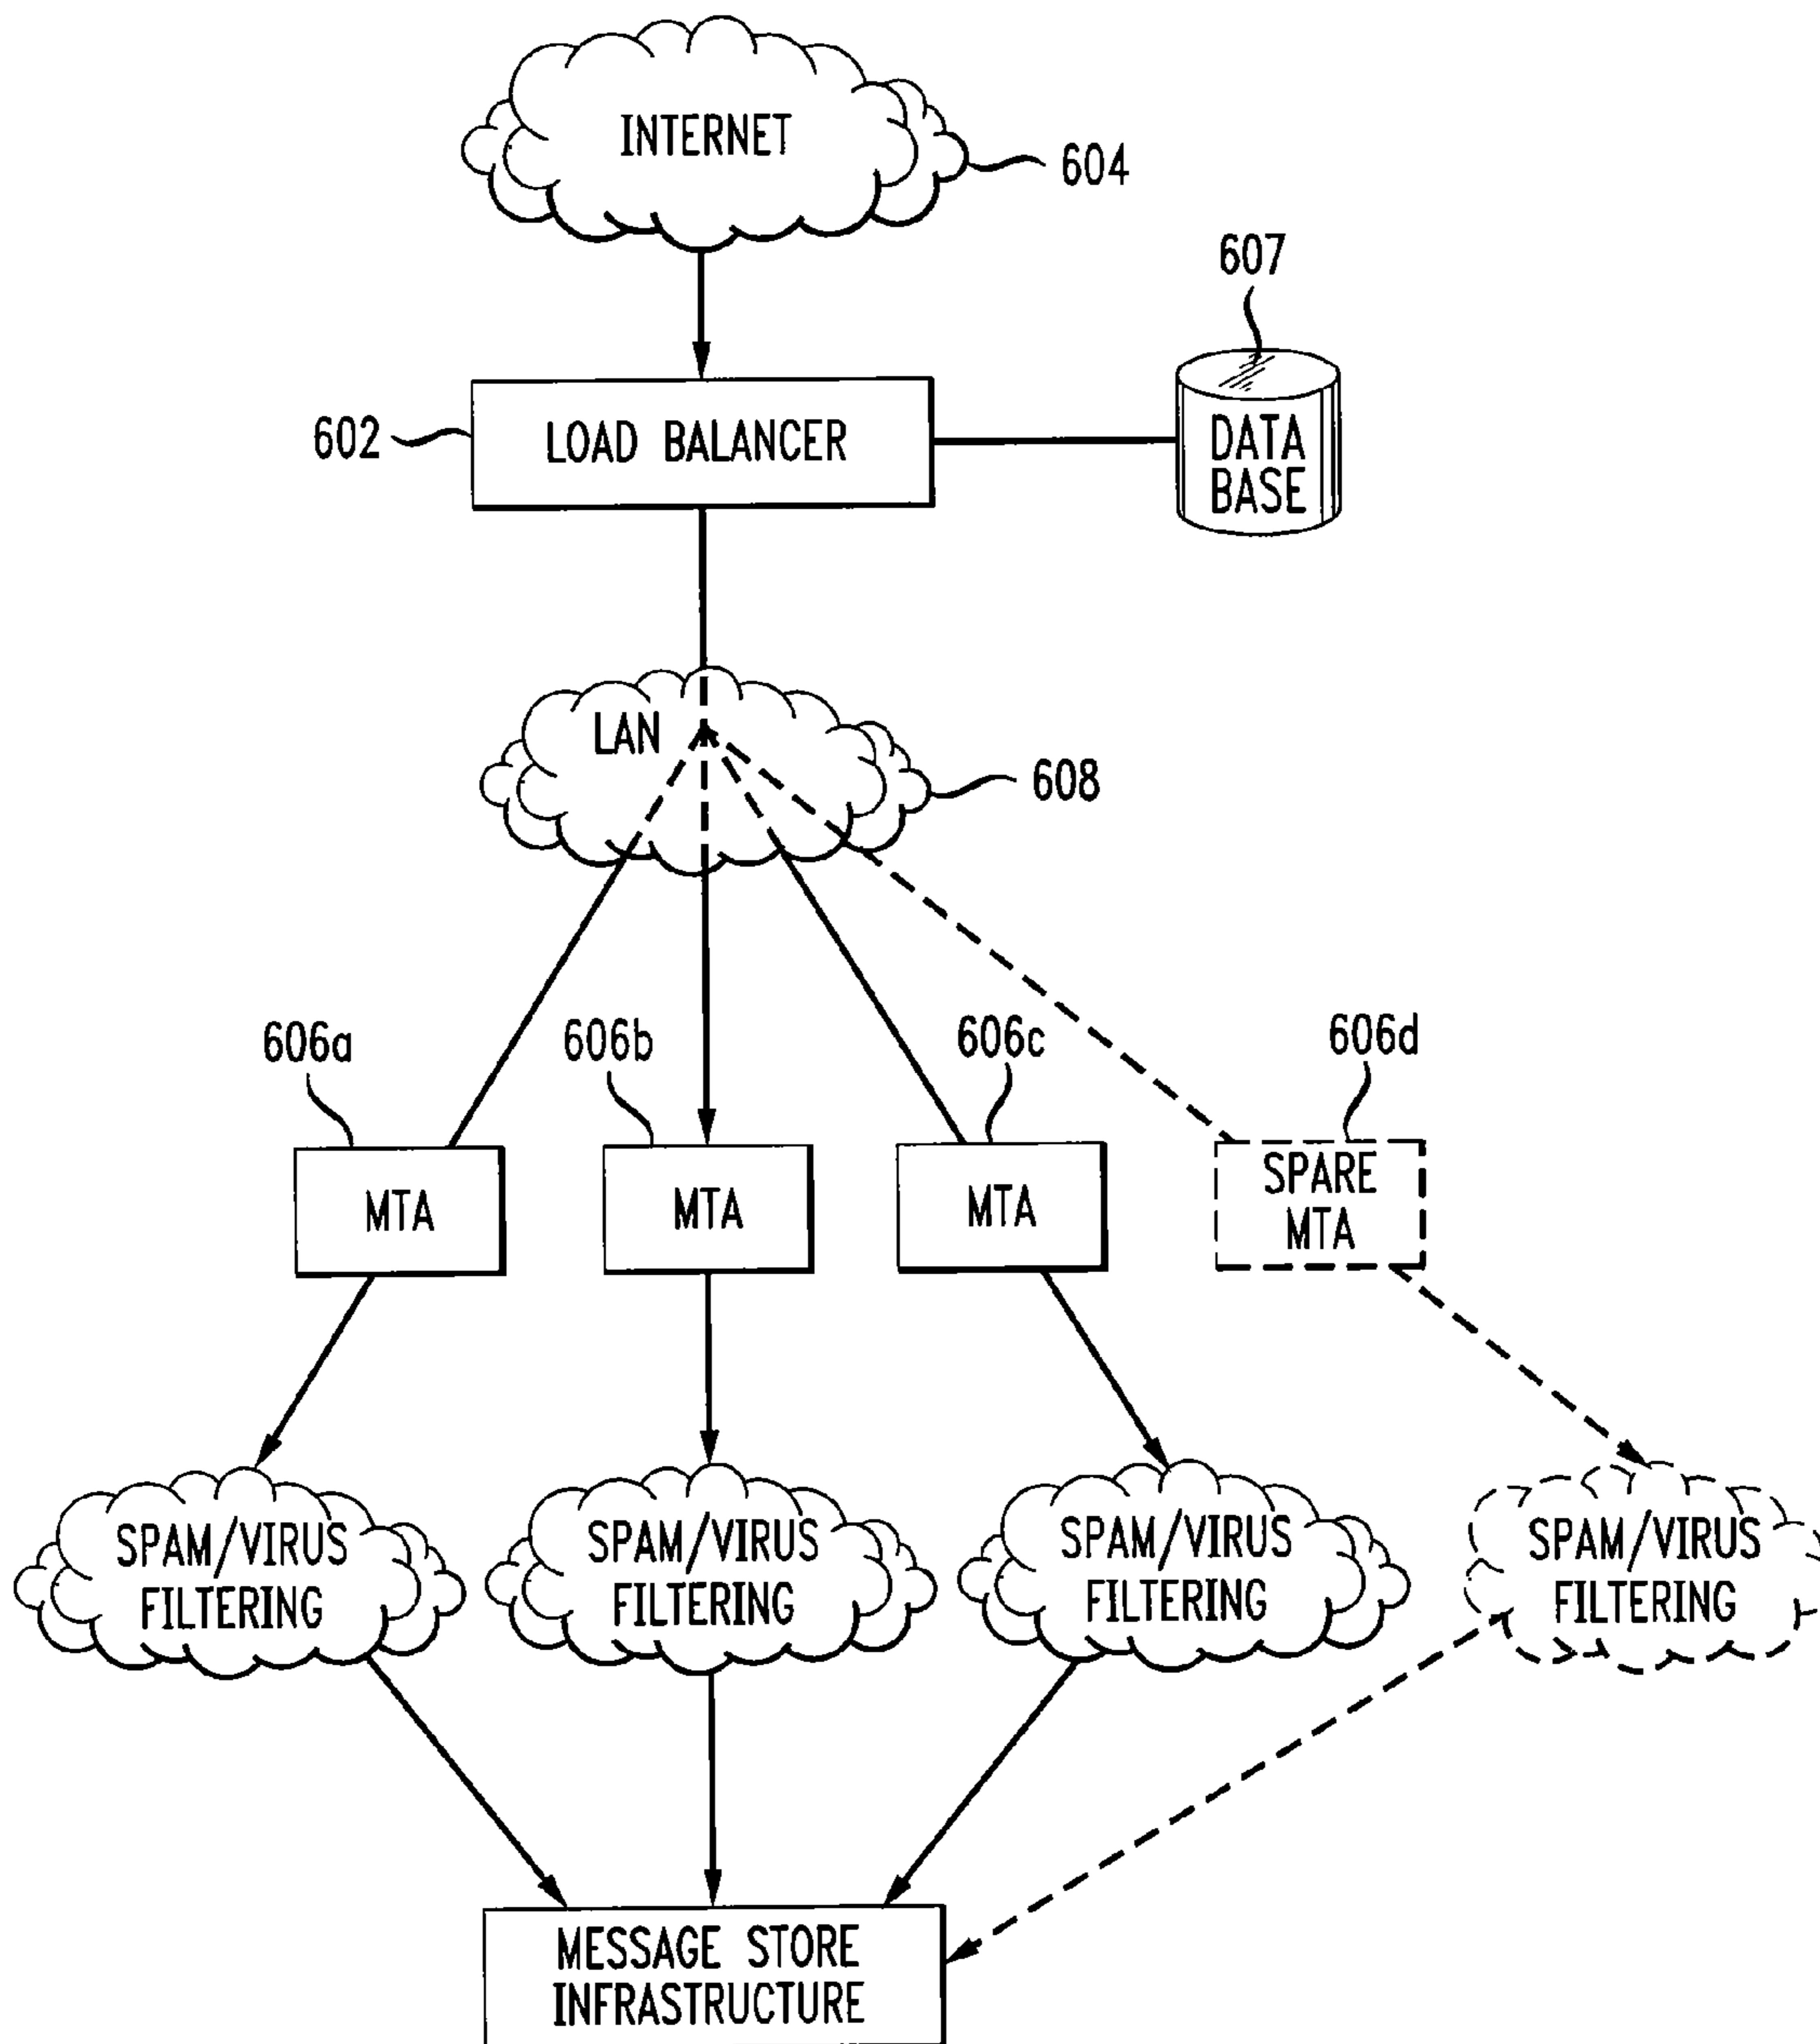 INTERNET
604
607
602
LOAD BALANCER
DATA
BASE
LAN
608
606a
606b
606c
606d
MTA
MTA
MTA
SPARE
MTA
SPAM/VIRUS
FILTERING
SPAM/VIRUS
FILTERING
SPAM/VIRUS
FILTERING
SPAM/VIRUS
FILTERING
MESSAGE STORE
INFRASTRUCTURE